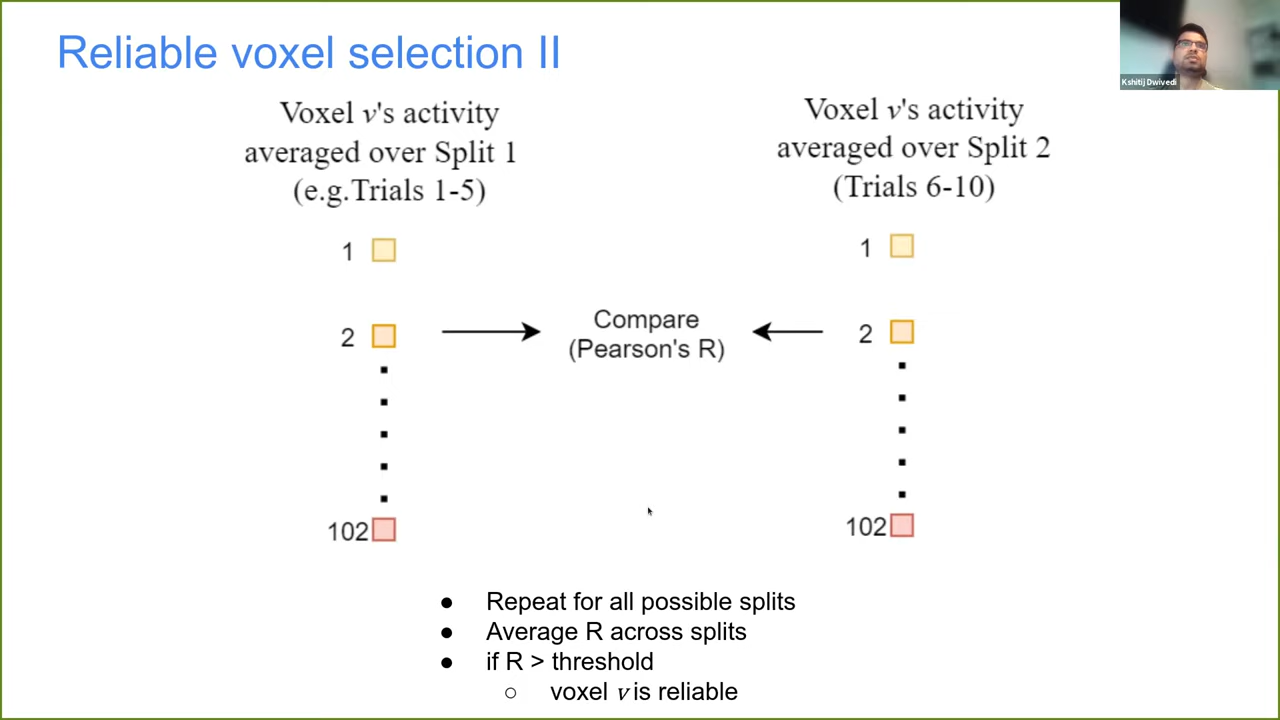 Reliable voxel selection II
Kshitij Dwivedi
Voxel v's activity
averaged over Split 1
(e.g.Trials 1-5)
Voxel v's activity
averaged over Split 2
(Trials 6-10)
1
1
2
Compare
(Pearson's R)
2
102
102
● Repeat for all possible splits
● Average R across splits
● if R > threshold
○ voxel v is reliable